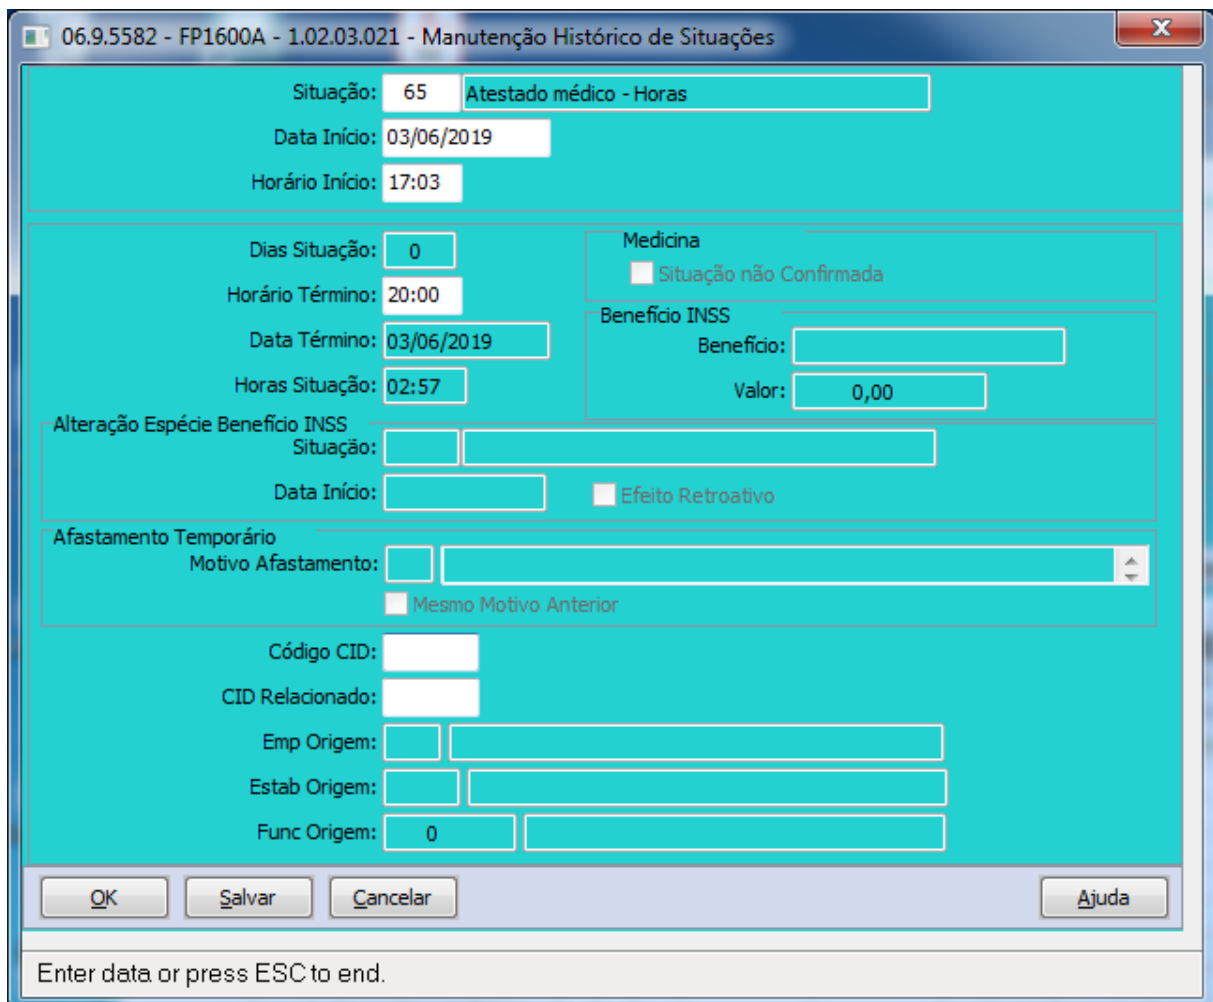 06.9.5582 - FP1600A - 1.02.03.021 - Manutenção Histórico de Situações
x
Situação: 65 Atestado médico - Horas
Data Início: 03/06/2019
Horário Início: 17:03
Dias Situação: 0
Medicina
Situação não Confirmada
Horário Término: 20:00
Benefício INSS
Data Término: 03/06/2019
Benefício:
Horas Situação: 02:57
Valor: 0,00
Alteração Espécie Benefício INSS
Situação:
Data Início:
Efeito Retroativo
Afastamento Temporário
Motivo Afastamento:
Mesmo Motivo Anterior
Código CID:
CID Relacionado:
Emp Origem:
Estab Origem:
Func Origem: 0
OK Salvar Cancelar Ajuda
Enter data or press ESC to end.